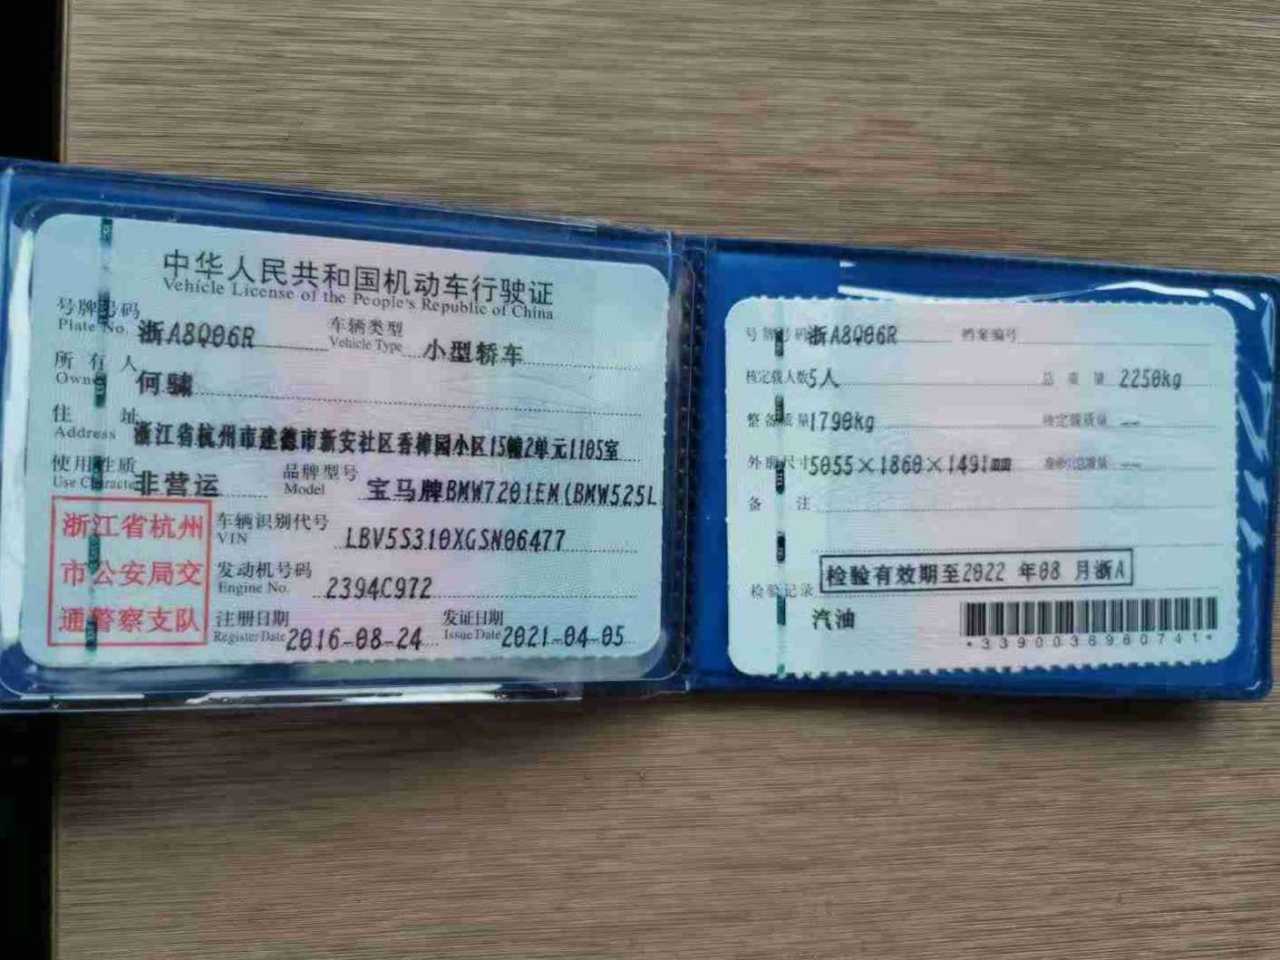 中华人民共和国机动车行驶证
Vehicle License of the People's Republic of China
号牌号码 浙A8Q06R 车辆类型 小型轿车
Plate No. Vehicle Type
所有人 何骕
Owner
住址 浙江省杭州市建德市新安社区香樟园小区15幢2单元1105室
Address
使用性质 非营运 品牌型号 宝马牌BMW7201EM(BMW525L
Use Character Model
浙江省杭州
市公安局交
通警察支队
车辆识别代号 LBV5S310XGSN06477
VIN
发动机号码 2394C972
Engine No.
注册日期 2016-08-24 发证日期 2021-04-05
Register Date Issue Date
号牌号码 浙A8Q06R 档案编号
核定载人数 5人 总质量 2250kg
整备质量 1790kg 核定载质量 --
外廓尺寸 5055×1860×1491mm 准牵引总质量 --
备注
检验有效期至2022 年08 月浙A
检验记录
汽油
*3390036960741*